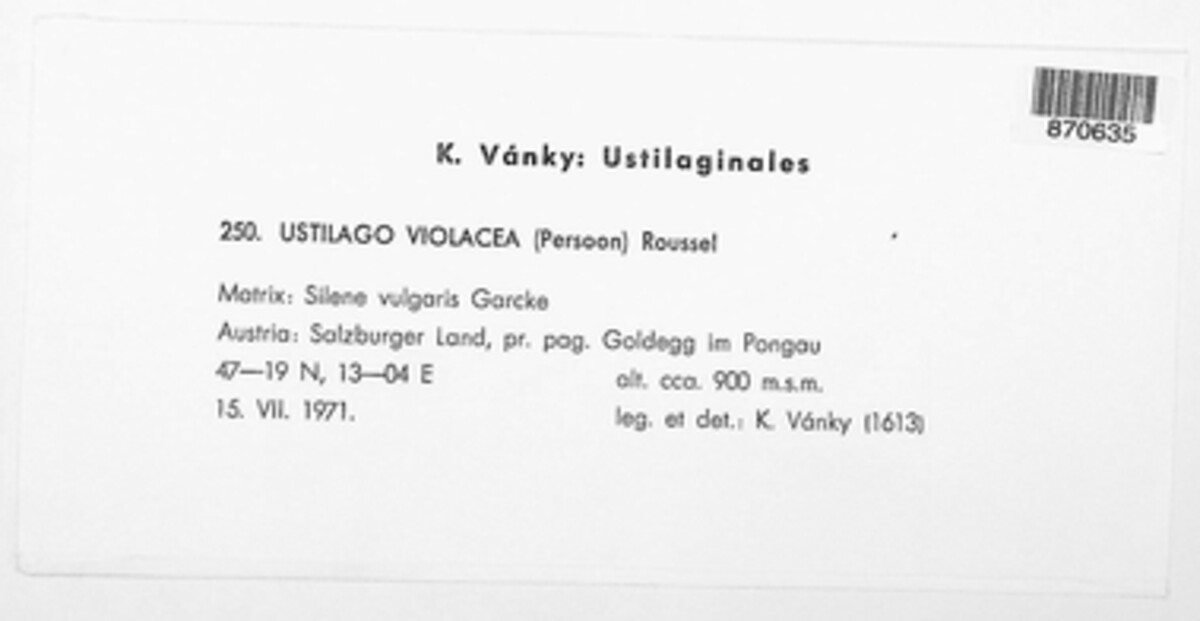 870635
K. Vánky: Ustilaginales
250. USTILAGO VIOLACEA (Persoon) Roussel
Matrix: Silene vulgaris Garcke
Austria: Salzburger Land, pr. pag. Goldegg im Pongau
47—19 N, 13—04 E alt. cca. 900 m.s.m.
15. VII. 1971. leg. et det.: K. Vánky (1613)